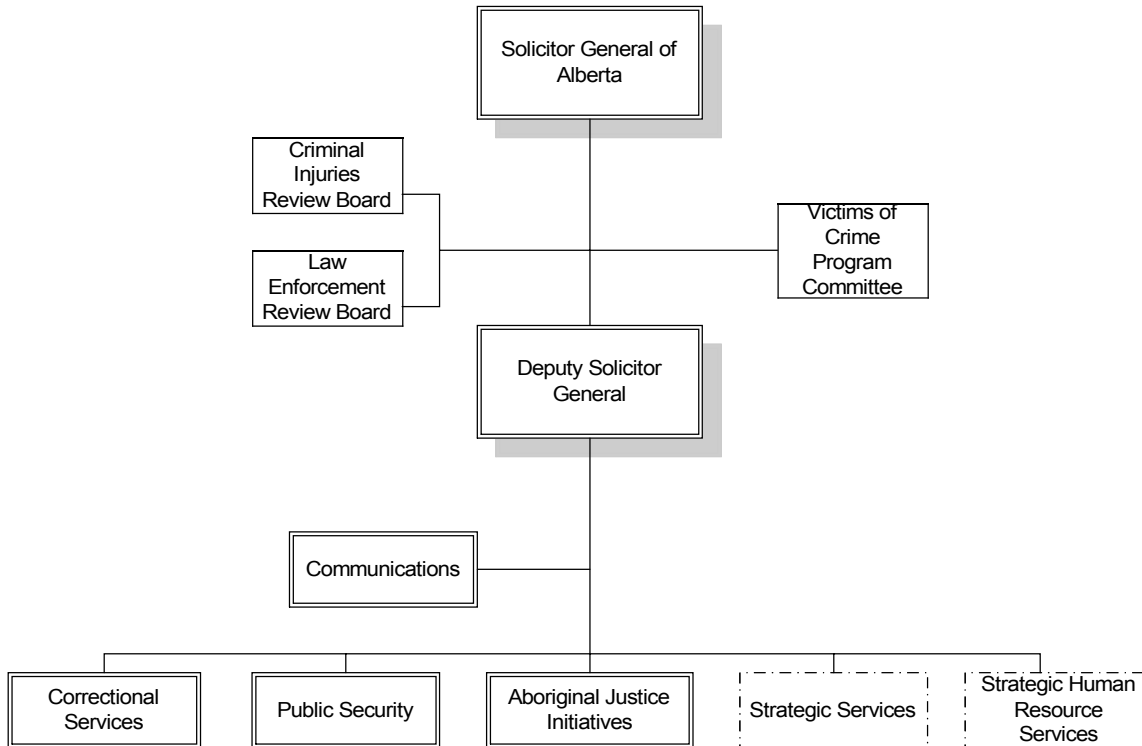 Solicitor General of
Alberta
Criminal
Injuries
Review Board
Law
Enforcement
Review Board
Victims of
Crime
Program
Committee
Deputy Solicitor
General
Communications
Correctional
Services
Public Security
Aboriginal Justice
Initiatives
Strategic Services
Strategic Human
Resource
Services